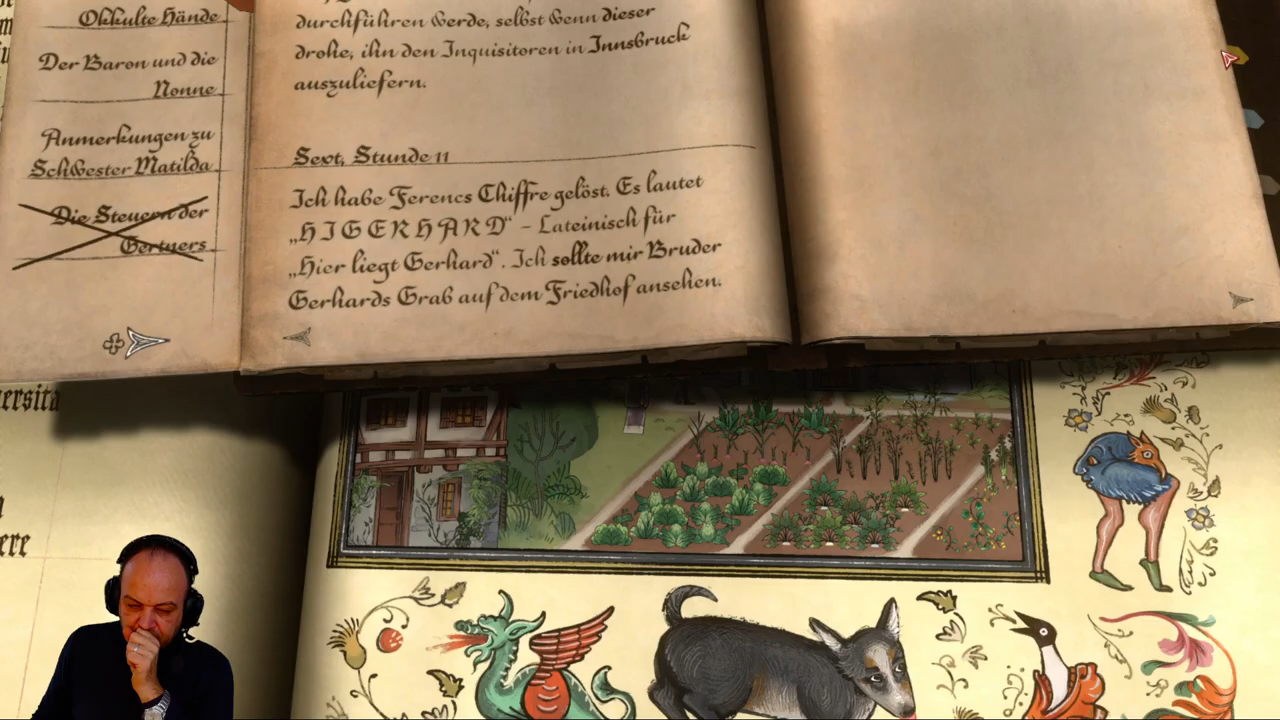 Okkulte Hände
Der Baron und die
Nonne
Anmerkungen zu
Schwester Matilda
Die Steuern der
Gertners
durchführen werde, selbst wenn dieser
drohe, ihn den Inquisitoren in Innsbruck
auszuliefern.
Sext, Stunde 11
Ich habe Ferencs Chiffre gelöst. Es lautet
„HIGERHARD“ – Lateinisch für
„Hier liegt Gerhard“. Ich sollte mir Bruder
Gerhards Grab auf dem Friedhof ansehen.